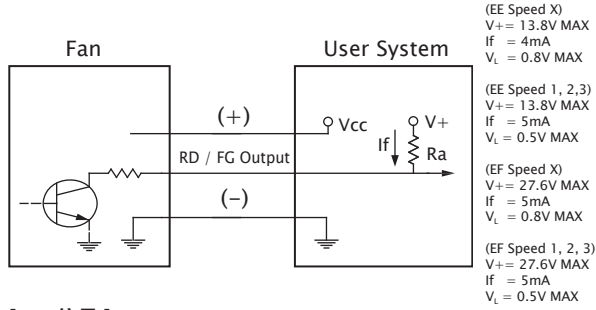 Fan
User System
(+)
Vcc
V+
If
Ra
RD / FG Output
(−)
(EE Speed X)
V+= 13.8V MAX
If = 4mA
VL = 0.8V MAX
(EE Speed 1, 2,3)
V+= 13.8V MAX
If = 5mA
VL = 0.5V MAX
(EF Speed X)
V+= 27.6V MAX
If = 5mA
VL = 0.8V MAX
(EF Speed 1, 2, 3)
V+= 27.6V MAX
If = 5mA
VL = 0.5V MAX